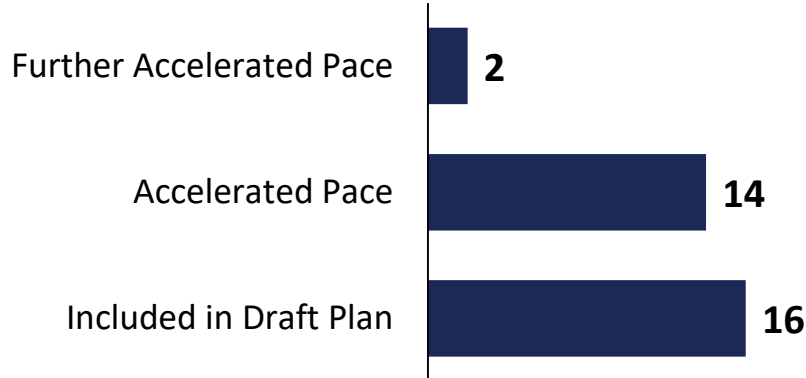 Further Accelerated Pace 2
Accelerated Pace 14
Included in Draft Plan 16